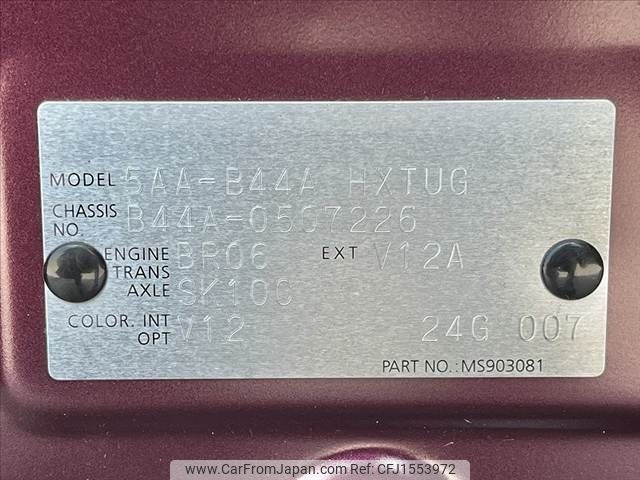 MODEL 5AA-B44A HXTUG
CHASSIS NO. B44A-0507226
ENGINE BR06 EXT V12A
TRANS AXLE SK10C
COLOR. INT OPT V12 24G 007
PART NO.:MS903081
www.CarFromJapan.com - CFJ1553972